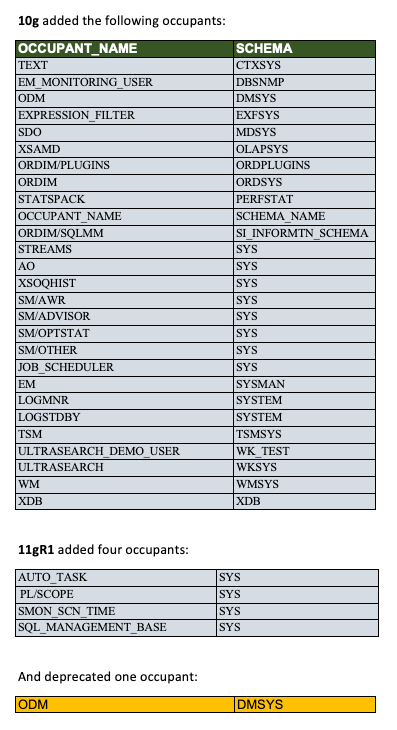 10g added the following occupants:
OCCUPANT_NAME SCHEMA
TEXT CTXSYS
EM_MONITORING_USER DBSNMP
ODM DMSYS
EXPRESSION_FILTER EXFSYS
SDO MDSYS
XSAMD OLAPSYS
ORDIM/PLUGINS ORDPLUGINS
ORDIM ORDSYS
STATSPACK PERFSTAT
OCCUPANT_NAME SCHEMA_NAME
ORDIM/SQLMM SI_INFORMTN_SCHEMA
STREAMS SYS
AO SYS
XSOQHIST SYS
SM/AWR SYS
SM/ADVISOR SYS
SM/OPTSTAT SYS
SM/OTHER SYS
JOB_SCHEDULER SYS
EM SYSMAN
LOGMNR SYSTEM
LOGSTDBY SYSTEM
TSM TSMSYS
ULTRASEARCH_DEMO_USER WK_TEST
ULTRASEARCH WKSYS
WM WMSYS
XDB XDB
11gR1 added four occupants:
AUTO_TASK SYS
PL/SCOPE SYS
SMON_SCN_TIME SYS
SQL_MANAGEMENT_BASE SYS
And deprecated one occupant:
ODM DMSYS